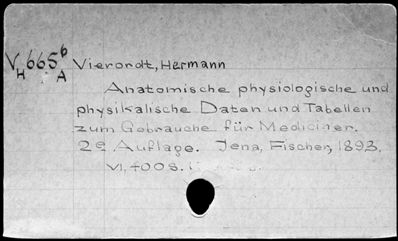 VH 665b A Vierordt, Hermann
Anatomische physiologische und
physikalische Daten und Tabellen
zum Gebrauche für Mediciner.
2e Auflage. Jena, Fischer, 1893.
VI, 400 S.